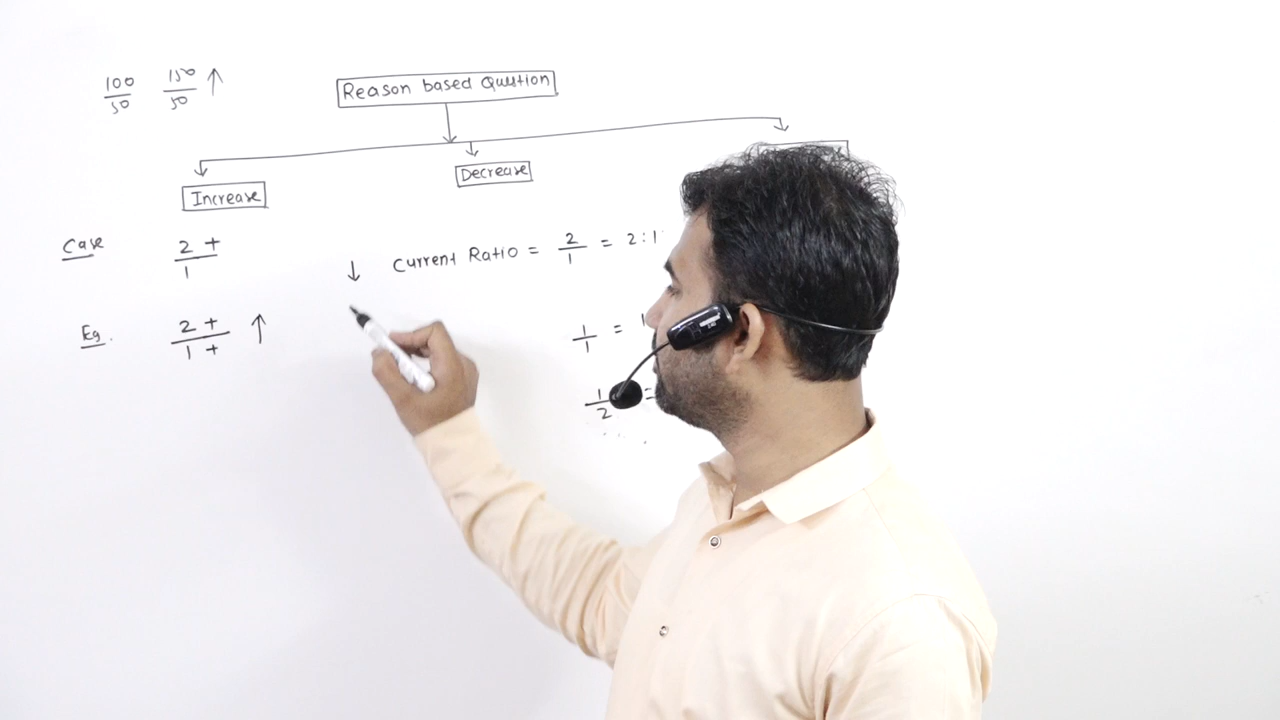 100/50 150/50 ↑
Reason based Question
Increase
Decrease
Case 2+/1
↓ Current Ratio = 2/1 = 2:1
Eg. 2+/1+ ↑
1/1 =
1/2 =